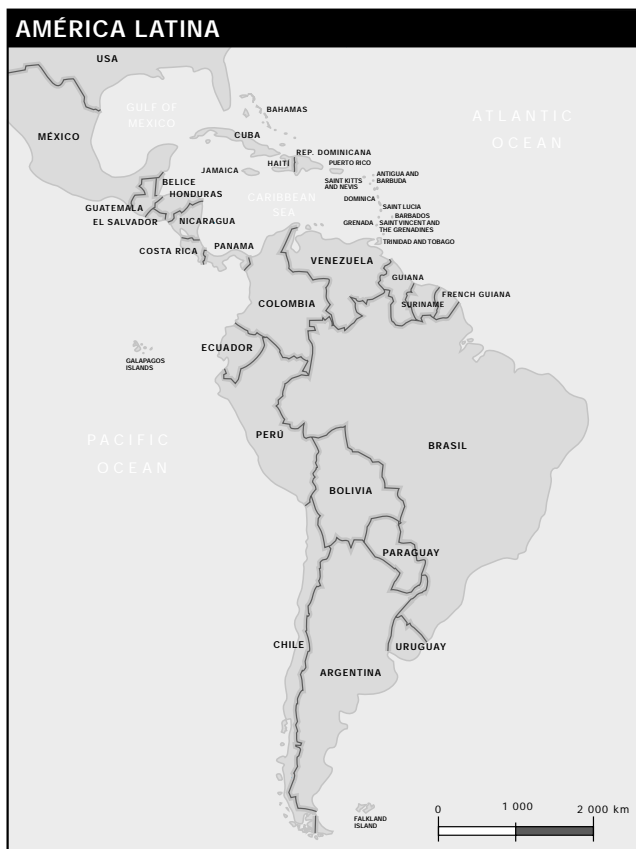 AMÉRICA LATINA
USA
GULF OF
MEXICO
MÉXICO
BAHAMAS
ATLANTIC
OCEAN
CUBA
REP. DOMINICANA
HAITÍ
PUERTO RICO
JAMAICA
ANTIGUA AND
BARBUDA
SAINT KITTS
AND NEVIS
BELICE
HONDURAS
CARIBBEAN
SEA
DOMINICA
SAINT LUCIA
GUATEMALA
BARBADOS
EL SALVADOR
NICARAGUA
GRENADA
SAINT VINCENT AND
THE GRENADINES
TRINIDAD AND TOBAGO
COSTA RICA
PANAMA
VENEZUELA
GUIANA
FRENCH GUIANA
SURINAME
COLOMBIA
ECUADOR
GALAPAGOS
ISLANDS
PACIFIC
OCEAN
PERÚ
BRASIL
BOLIVIA
PARAGUAY
CHILE
URUGUAY
ARGENTINA
FALKLAND
ISLAND
0 1 000 2 000 km